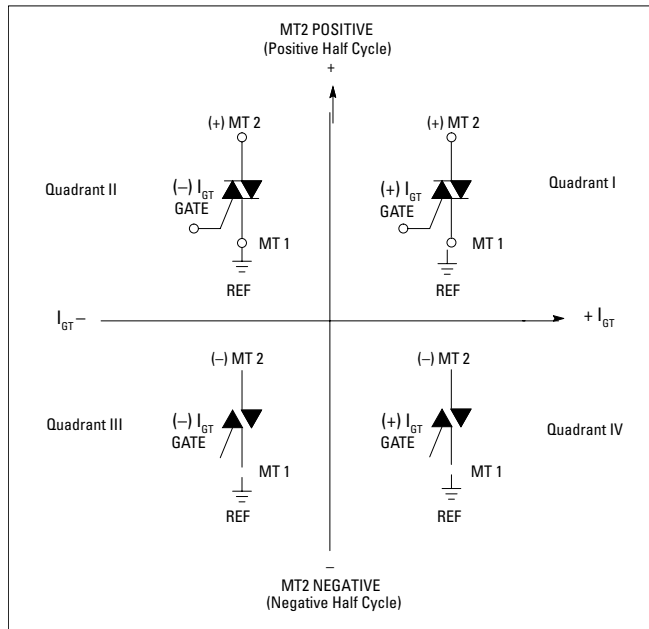 MT2 POSITIVE
(Positive Half Cycle)
+
(+) MT 2
(+) MT 2
Quadrant II
(−) I_GT
GATE
(+) I_GT
GATE
Quadrant I
MT 1
MT 1
REF
REF
I_GT −
+ I_GT
(−) MT 2
(−) MT 2
Quadrant III
(−) I_GT
GATE
(+) I_GT
GATE
Quadrant IV
MT 1
MT 1
REF
REF
−
MT2 NEGATIVE
(Negative Half Cycle)